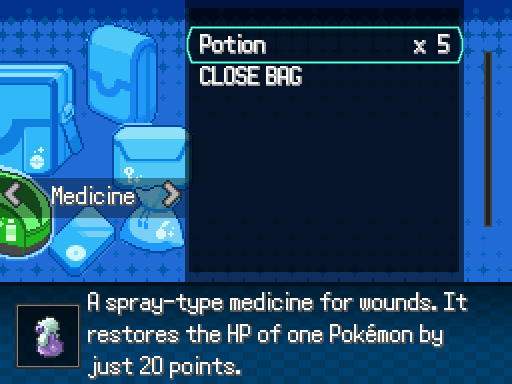 Potion x 5
CLOSE BAG
Medicine
A spray-type medicine for wounds. It
restores the HP of one Pokémon by
just 20 points.